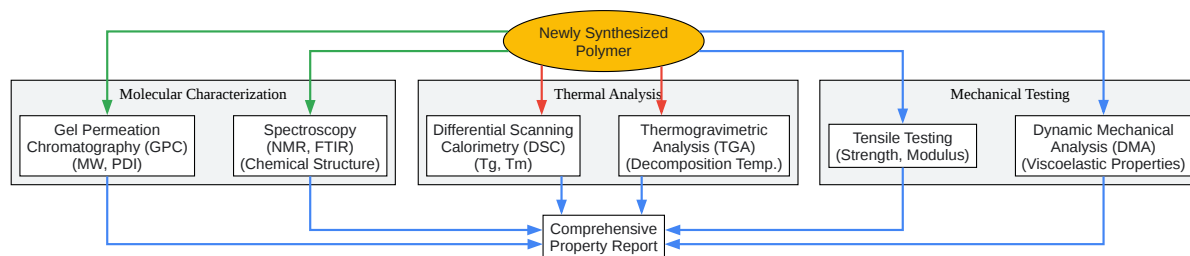 Newly Synthesized
Polymer
Molecular Characterization
Thermal Analysis
Mechanical Testing
Gel Permeation
Chromatography (GPC)
(MW, PDI)
Spectroscopy
(NMR, FTIR)
(Chemical Structure)
Differential Scanning
Calorimetry (DSC)
(Tg, Tm)
Thermogravimetric
Analysis (TGA)
(Decomposition Temp.)
Tensile Testing
(Strength, Modulus)
Dynamic Mechanical
Analysis (DMA)
(Viscoelastic Properties)
Comprehensive
Property Report